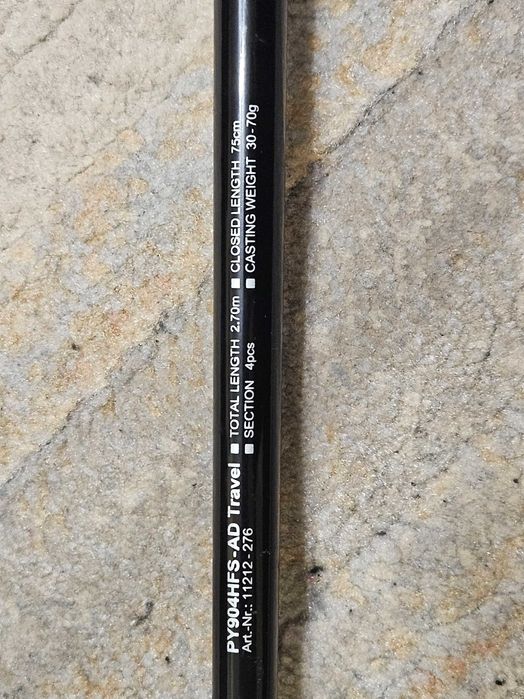 PY904HFS-AD Travel
Art.-Nr.: 11212 - 276
■ TOTAL LENGTH 2.70m ■ CLOSED LENGTH 75cm
■ SECTION 4pcs ■ CASTING WEIGHT 30-70g